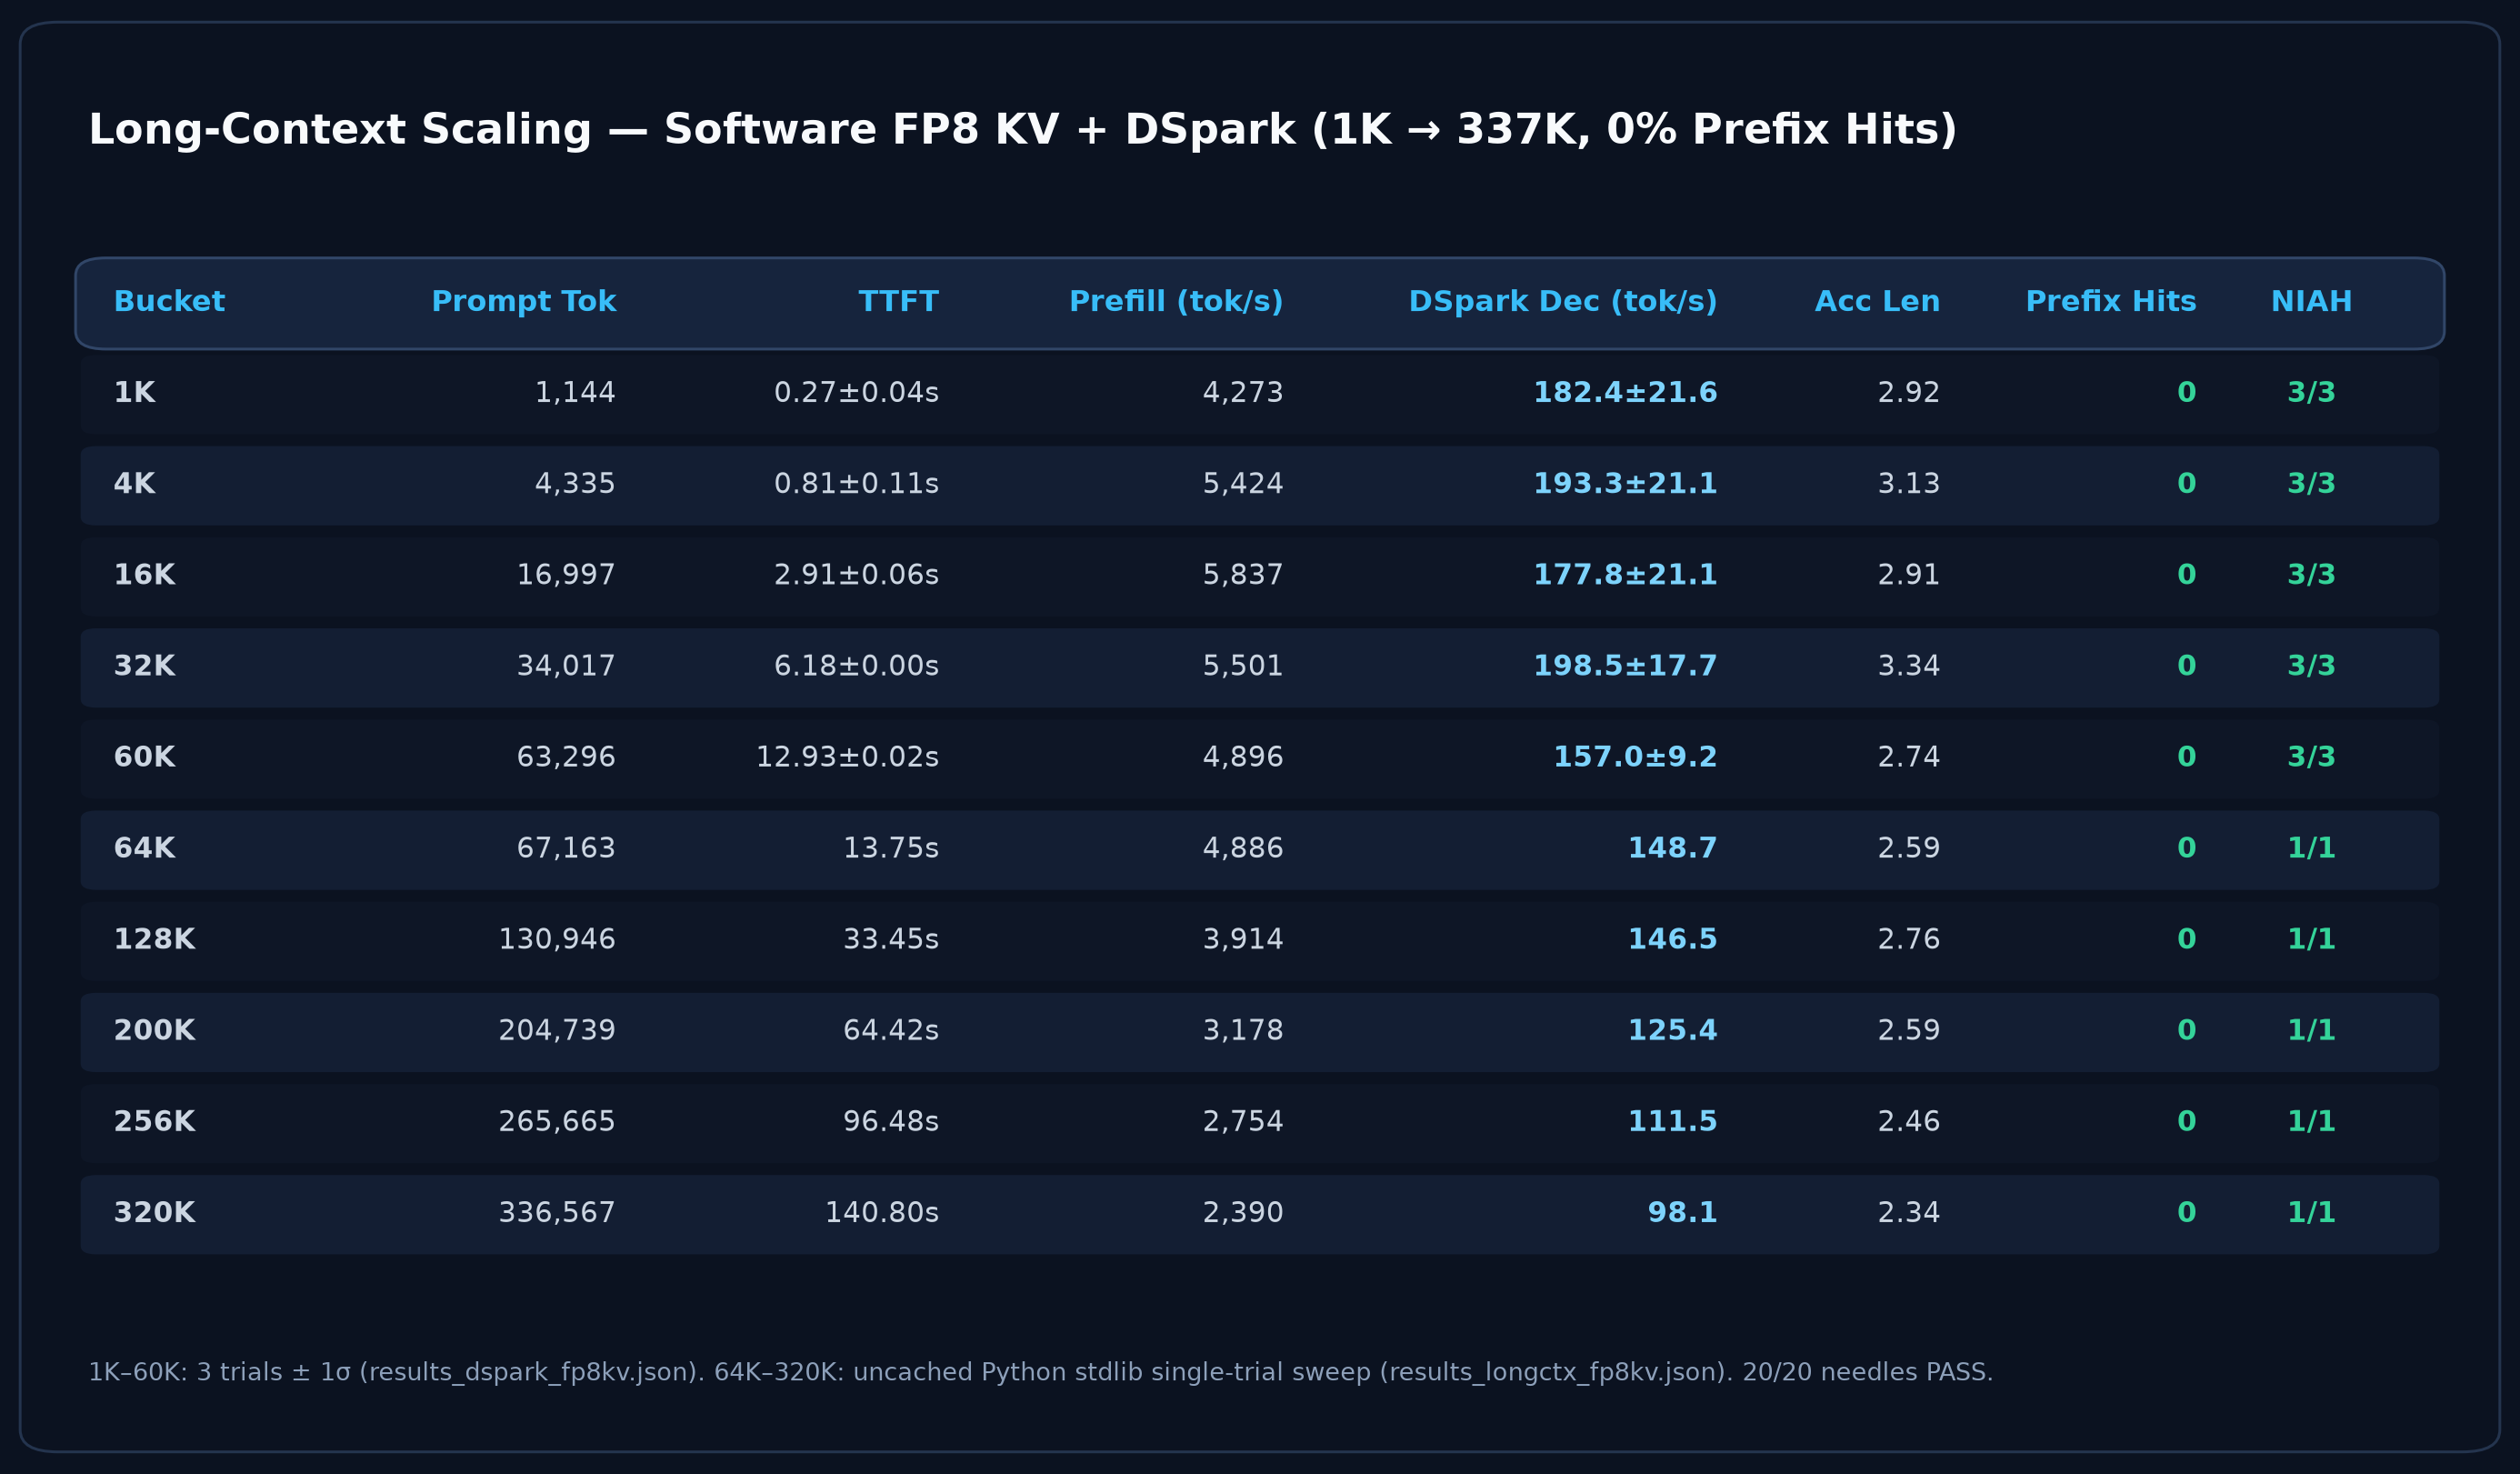 Long-Context Scaling — Software FP8 KV + DSpark (1K → 337K, 0% Prefix Hits)
Bucket Prompt Tok TTFT Prefill (tok/s) DSpark Dec (tok/s) Acc Len Prefix Hits NIAH
1K 1,144 0.27±0.04s 4,273 182.4±21.6 2.92 0 3/3
4K 4,335 0.81±0.11s 5,424 193.3±21.1 3.13 0 3/3
16K 16,997 2.91±0.06s 5,837 177.8±21.1 2.91 0 3/3
32K 34,017 6.18±0.00s 5,501 198.5±17.7 3.34 0 3/3
60K 63,296 12.93±0.02s 4,896 157.0±9.2 2.74 0 3/3
64K 67,163 13.75s 4,886 148.7 2.59 0 1/1
128K 130,946 33.45s 3,914 146.5 2.76 0 1/1
200K 204,739 64.42s 3,178 125.4 2.59 0 1/1
256K 265,665 96.48s 2,754 111.5 2.46 0 1/1
320K 336,567 140.80s 2,390 98.1 2.34 0 1/1
1K–60K: 3 trials ± 1σ (results_dspark_fp8kv.json). 64K–320K: uncached Python stdlib single-trial sweep (results_longctx_fp8kv.json). 20/20 needles PASS.